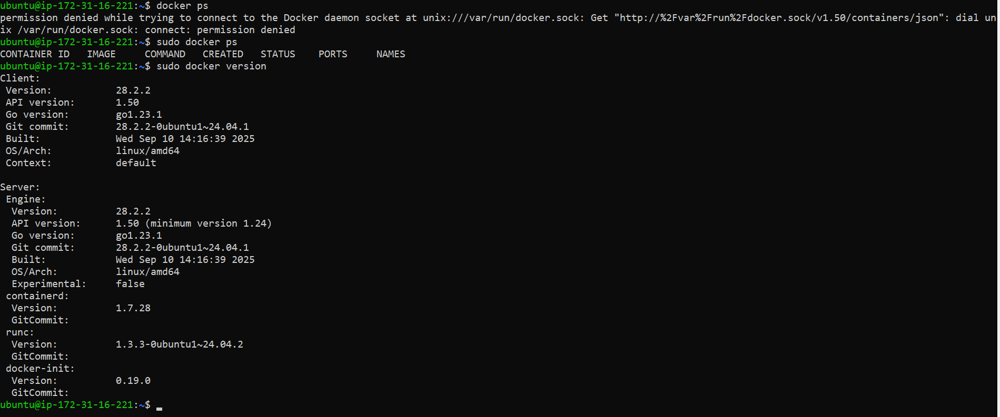 ubuntu@ip-172-31-16-221:~$ docker ps
permission denied while trying to connect to the Docker daemon socket at unix:///var/run/docker.sock: Get "http://%2Fvar%2Frun%2Fdocker.sock/v1.50/containers/json": dial un
ix /var/run/docker.sock: connect: permission denied
ubuntu@ip-172-31-16-221:~$ sudo docker ps
CONTAINER ID   IMAGE     COMMAND   CREATED   STATUS    PORTS     NAMES
ubuntu@ip-172-31-16-221:~$ sudo docker version
Client:
 Version:           28.2.2
 API version:       1.50
 Go version:        go1.23.1
 Git commit:        28.2.2-0ubuntu1~24.04.1
 Built:             Wed Sep 10 14:16:39 2025
 OS/Arch:           linux/amd64
 Context:           default

Server:
 Engine:
  Version:          28.2.2
  API version:      1.50 (minimum version 1.24)
  Go version:       go1.23.1
  Git commit:       28.2.2-0ubuntu1~24.04.1
  Built:            Wed Sep 10 14:16:39 2025
  OS/Arch:          linux/amd64
  Experimental:     false
 containerd:
  Version:          1.7.28
  GitCommit:
 runc:
  Version:          1.3.3-0ubuntu1~24.04.2
  GitCommit:
 docker-init:
  Version:          0.19.0
  GitCommit:
ubuntu@ip-172-31-16-221:~$